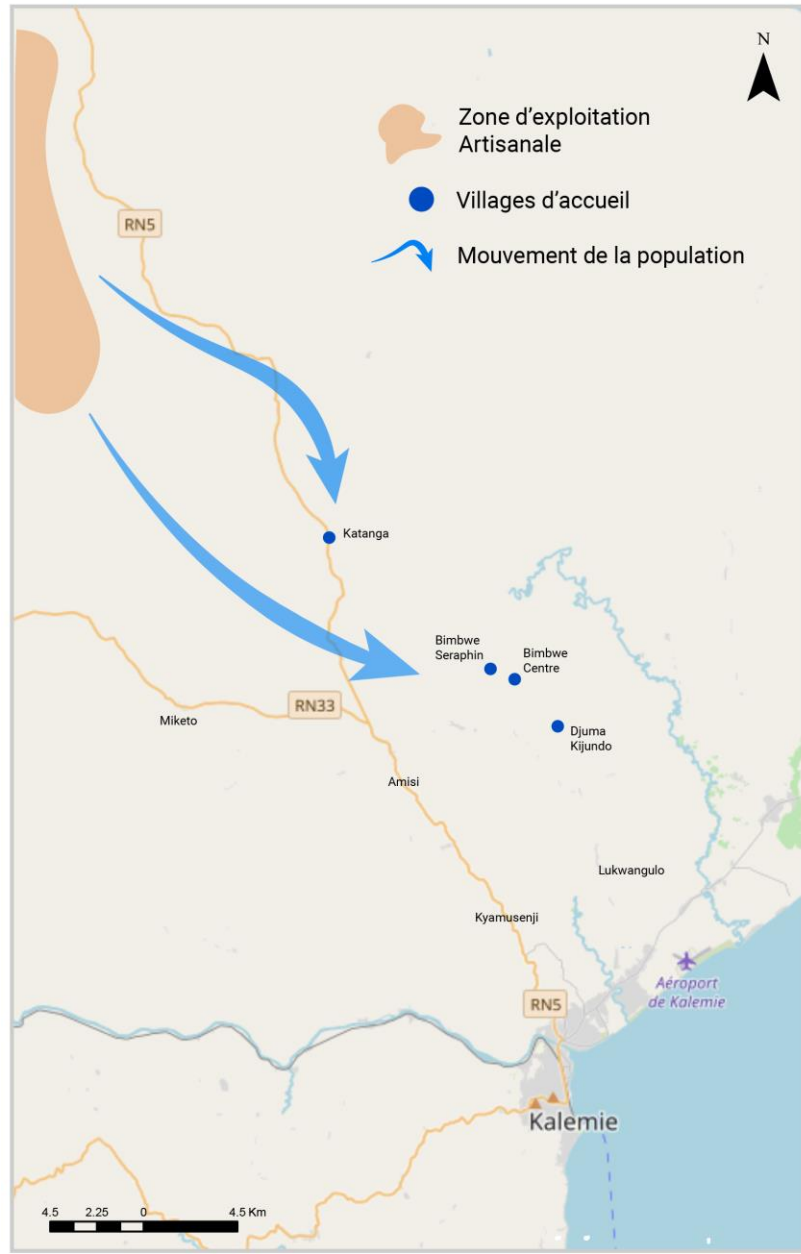 N
Zone d’exploitation
Artisanale
Villages d’accueil
Mouvement de la population
RN5
Katanga
Bimbwe
Seraphin
Bimbwe
Centre
RN33
Miketo
Djuma
Kijundo
Amisi
Lukwangulo
Kyamusenji
Aéroport
de Kalemie
RN5
Kalemie
4.5 2.25 0 4.5 Km